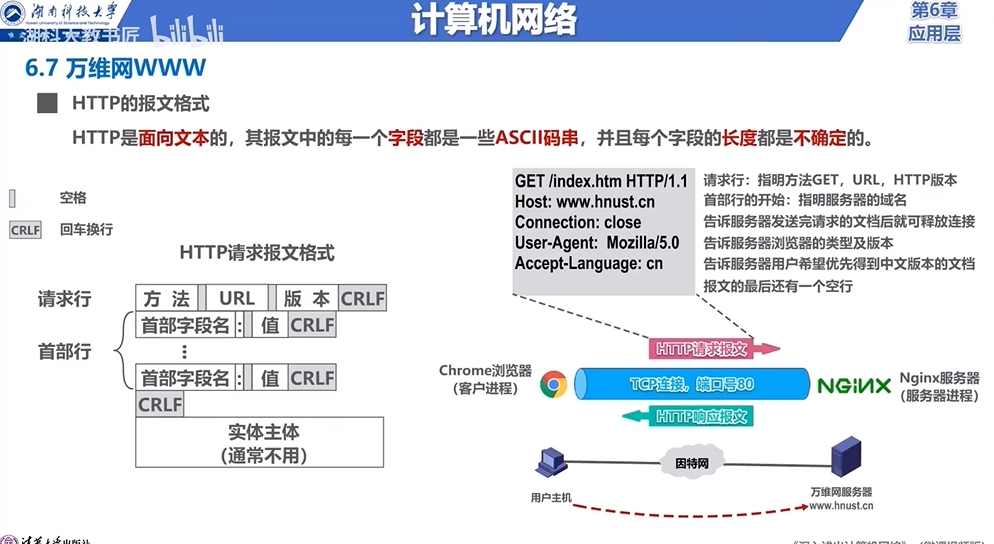 湖南科技大学
Human University of Science and Technology
湖科大教书匠 bilibili
计算机网络
第6章
应用层
6.7 万维网WWW
HTTP的报文格式
HTTP是面向文本的，其报文中的每一个字段都是一些ASCII码串，并且每个字段的长度都是不确定的。
空格
CRLF 回车换行
HTTP请求报文格式
请求行 方 法 URL 版 本 CRLF
首部行
首部字段名 : 值 CRLF
⋮
首部字段名 : 值 CRLF
CRLF
实体主体
（通常不用）
GET /index.htm HTTP/1.1
Host: www.hnust.cn
Connection: close
User-Agent: Mozilla/5.0
Accept-Language: cn
请求行：指明方法GET，URL，HTTP版本
首部行的开始：指明服务器的域名
告诉服务器发送完请求的文档后就可释放连接
告诉服务器浏览器的类型及版本
告诉服务器用户希望优先得到中文版本的文档
报文的最后还有一个空行
HTTP请求报文
Chrome浏览器
（客户进程）
TCP连接，端口号80
NGINX
Nginx服务器
（服务器进程）
HTTP响应报文
因特网
用户主机
万维网服务器
www.hnust.cn